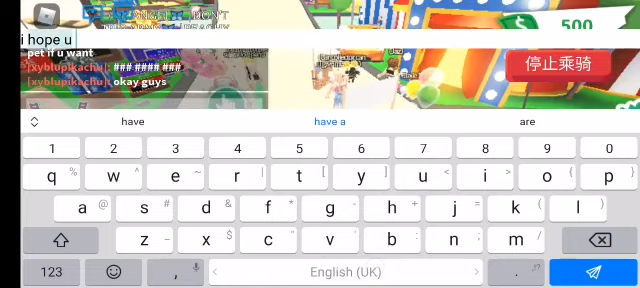 500
i hope u
pet if u want
[xyblupikachu]: ### #### ###
[xyblupikachu]: okay guys
停止乘骑
have
have a
are
1 2 3 4 5 6 7 8 9 0
q % w ^ e ~ r | t [ y ] u < i > o { p }
a @ s # d & f * g - h + j = k ( l )
z _ x $ c " v ' b : n ; m /
123 , English (UK) . ,!?